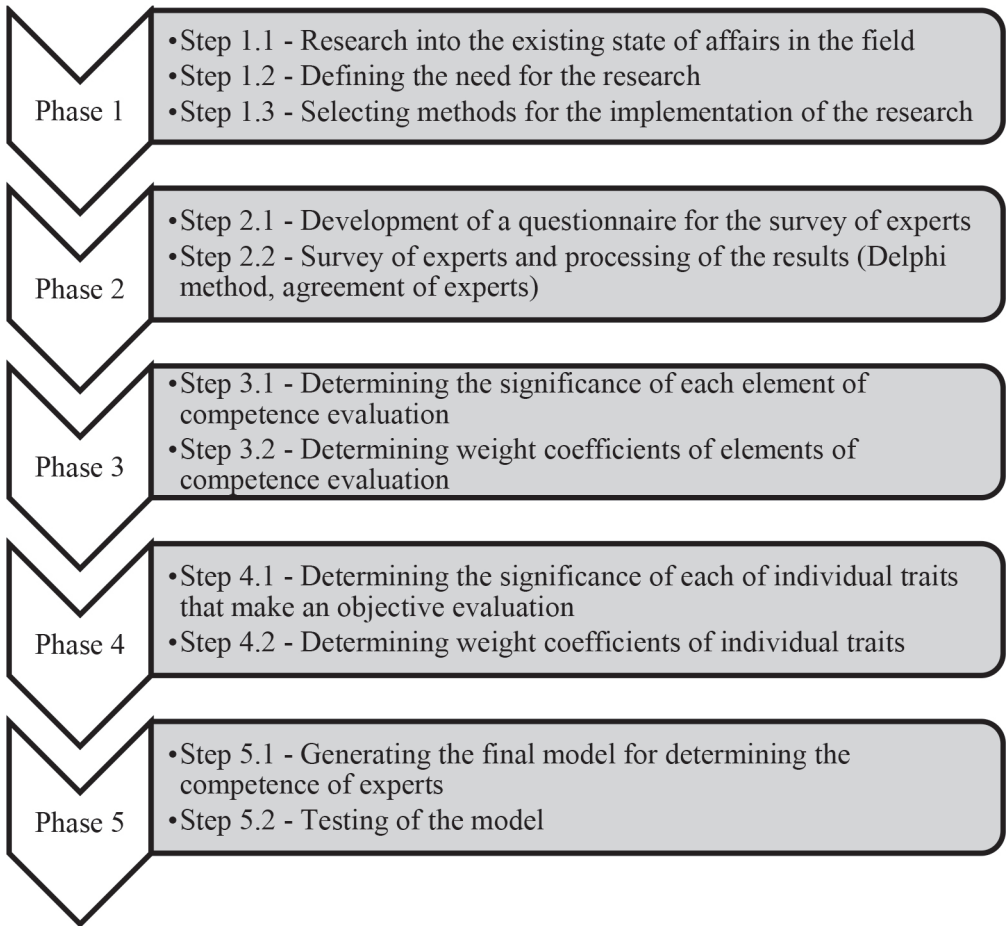 Phase 1
•Step 1.1 - Research into the existing state of affairs in the field
•Step 1.2 - Defining the need for the research
•Step 1.3 - Selecting methods for the implementation of the research
Phase 2
•Step 2.1 - Development of a questionnaire for the survey of experts
•Step 2.2 - Survey of experts and processing of the results (Delphi
method, agreement of experts)
Phase 3
•Step 3.1 - Determining the significance of each element of
competence evaluation
•Step 3.2 - Determining weight coefficients of elements of
competence evaluation
Phase 4
•Step 4.1 - Determining the significance of each of individual traits
that make an objective evaluation
•Step 4.2 - Determining weight coefficients of individual traits
Phase 5
•Step 5.1 - Generating the final model for determining the
competence of experts
•Step 5.2 - Testing of the model